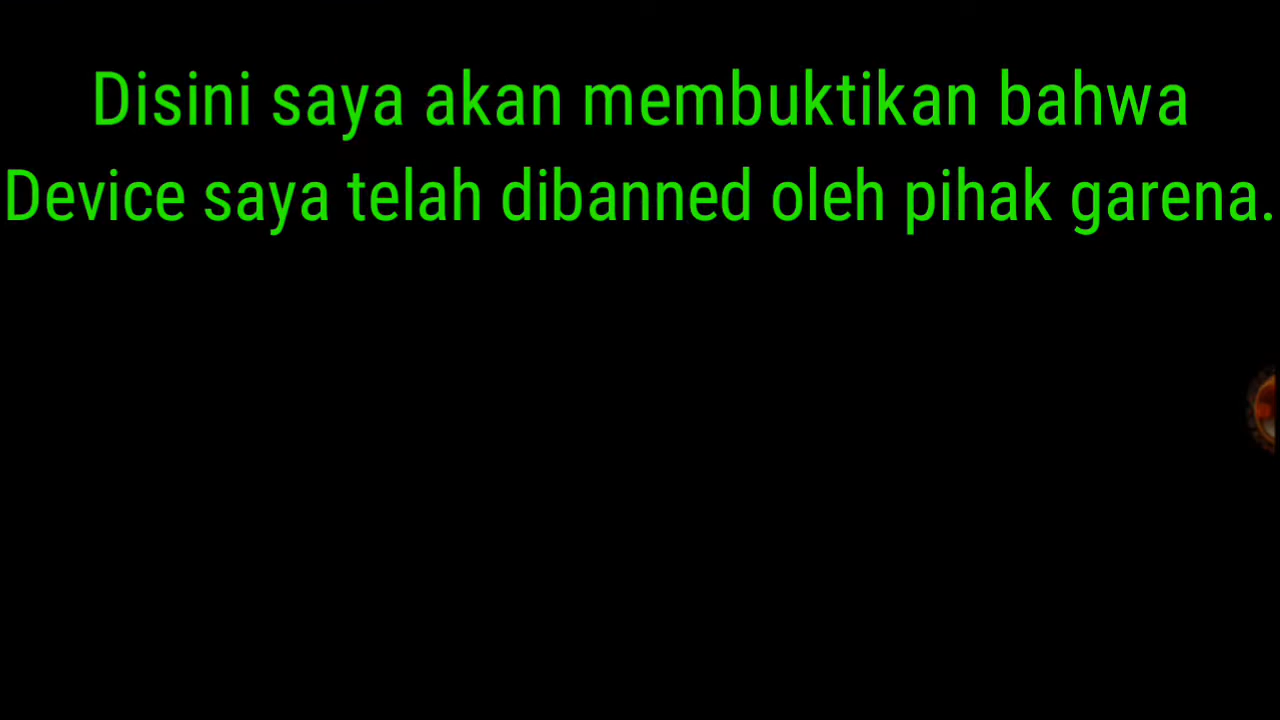 Disini saya akan membuktikan bahwa
Device saya telah dibanned oleh pihak garena.